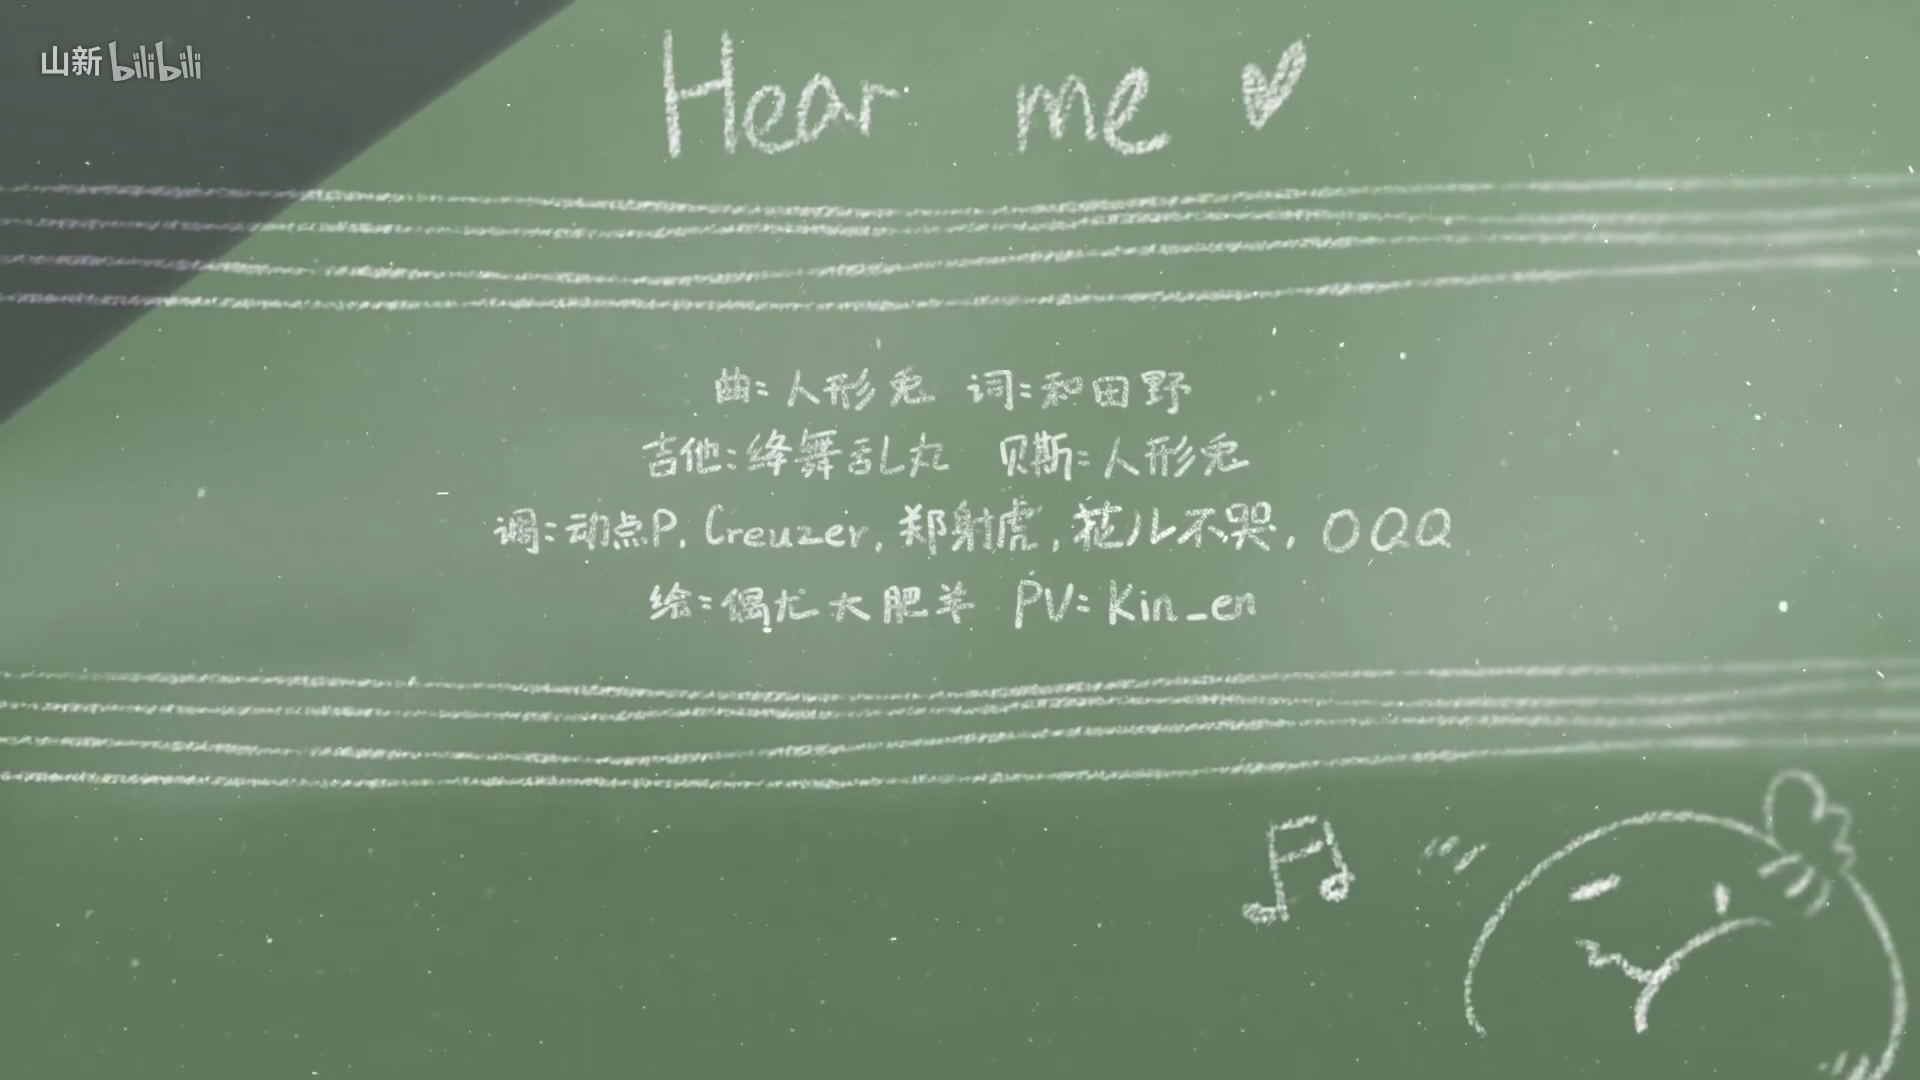 山新 bilibili
Hear me
曲:人形兔 词:和田野
吉他:绛舞乱丸 贝斯:人形兔
调:动点P, Creuzer, 郑射虎, 花儿不哭, OQQ
绘:偶尤大肥羊 PV:Kin_en